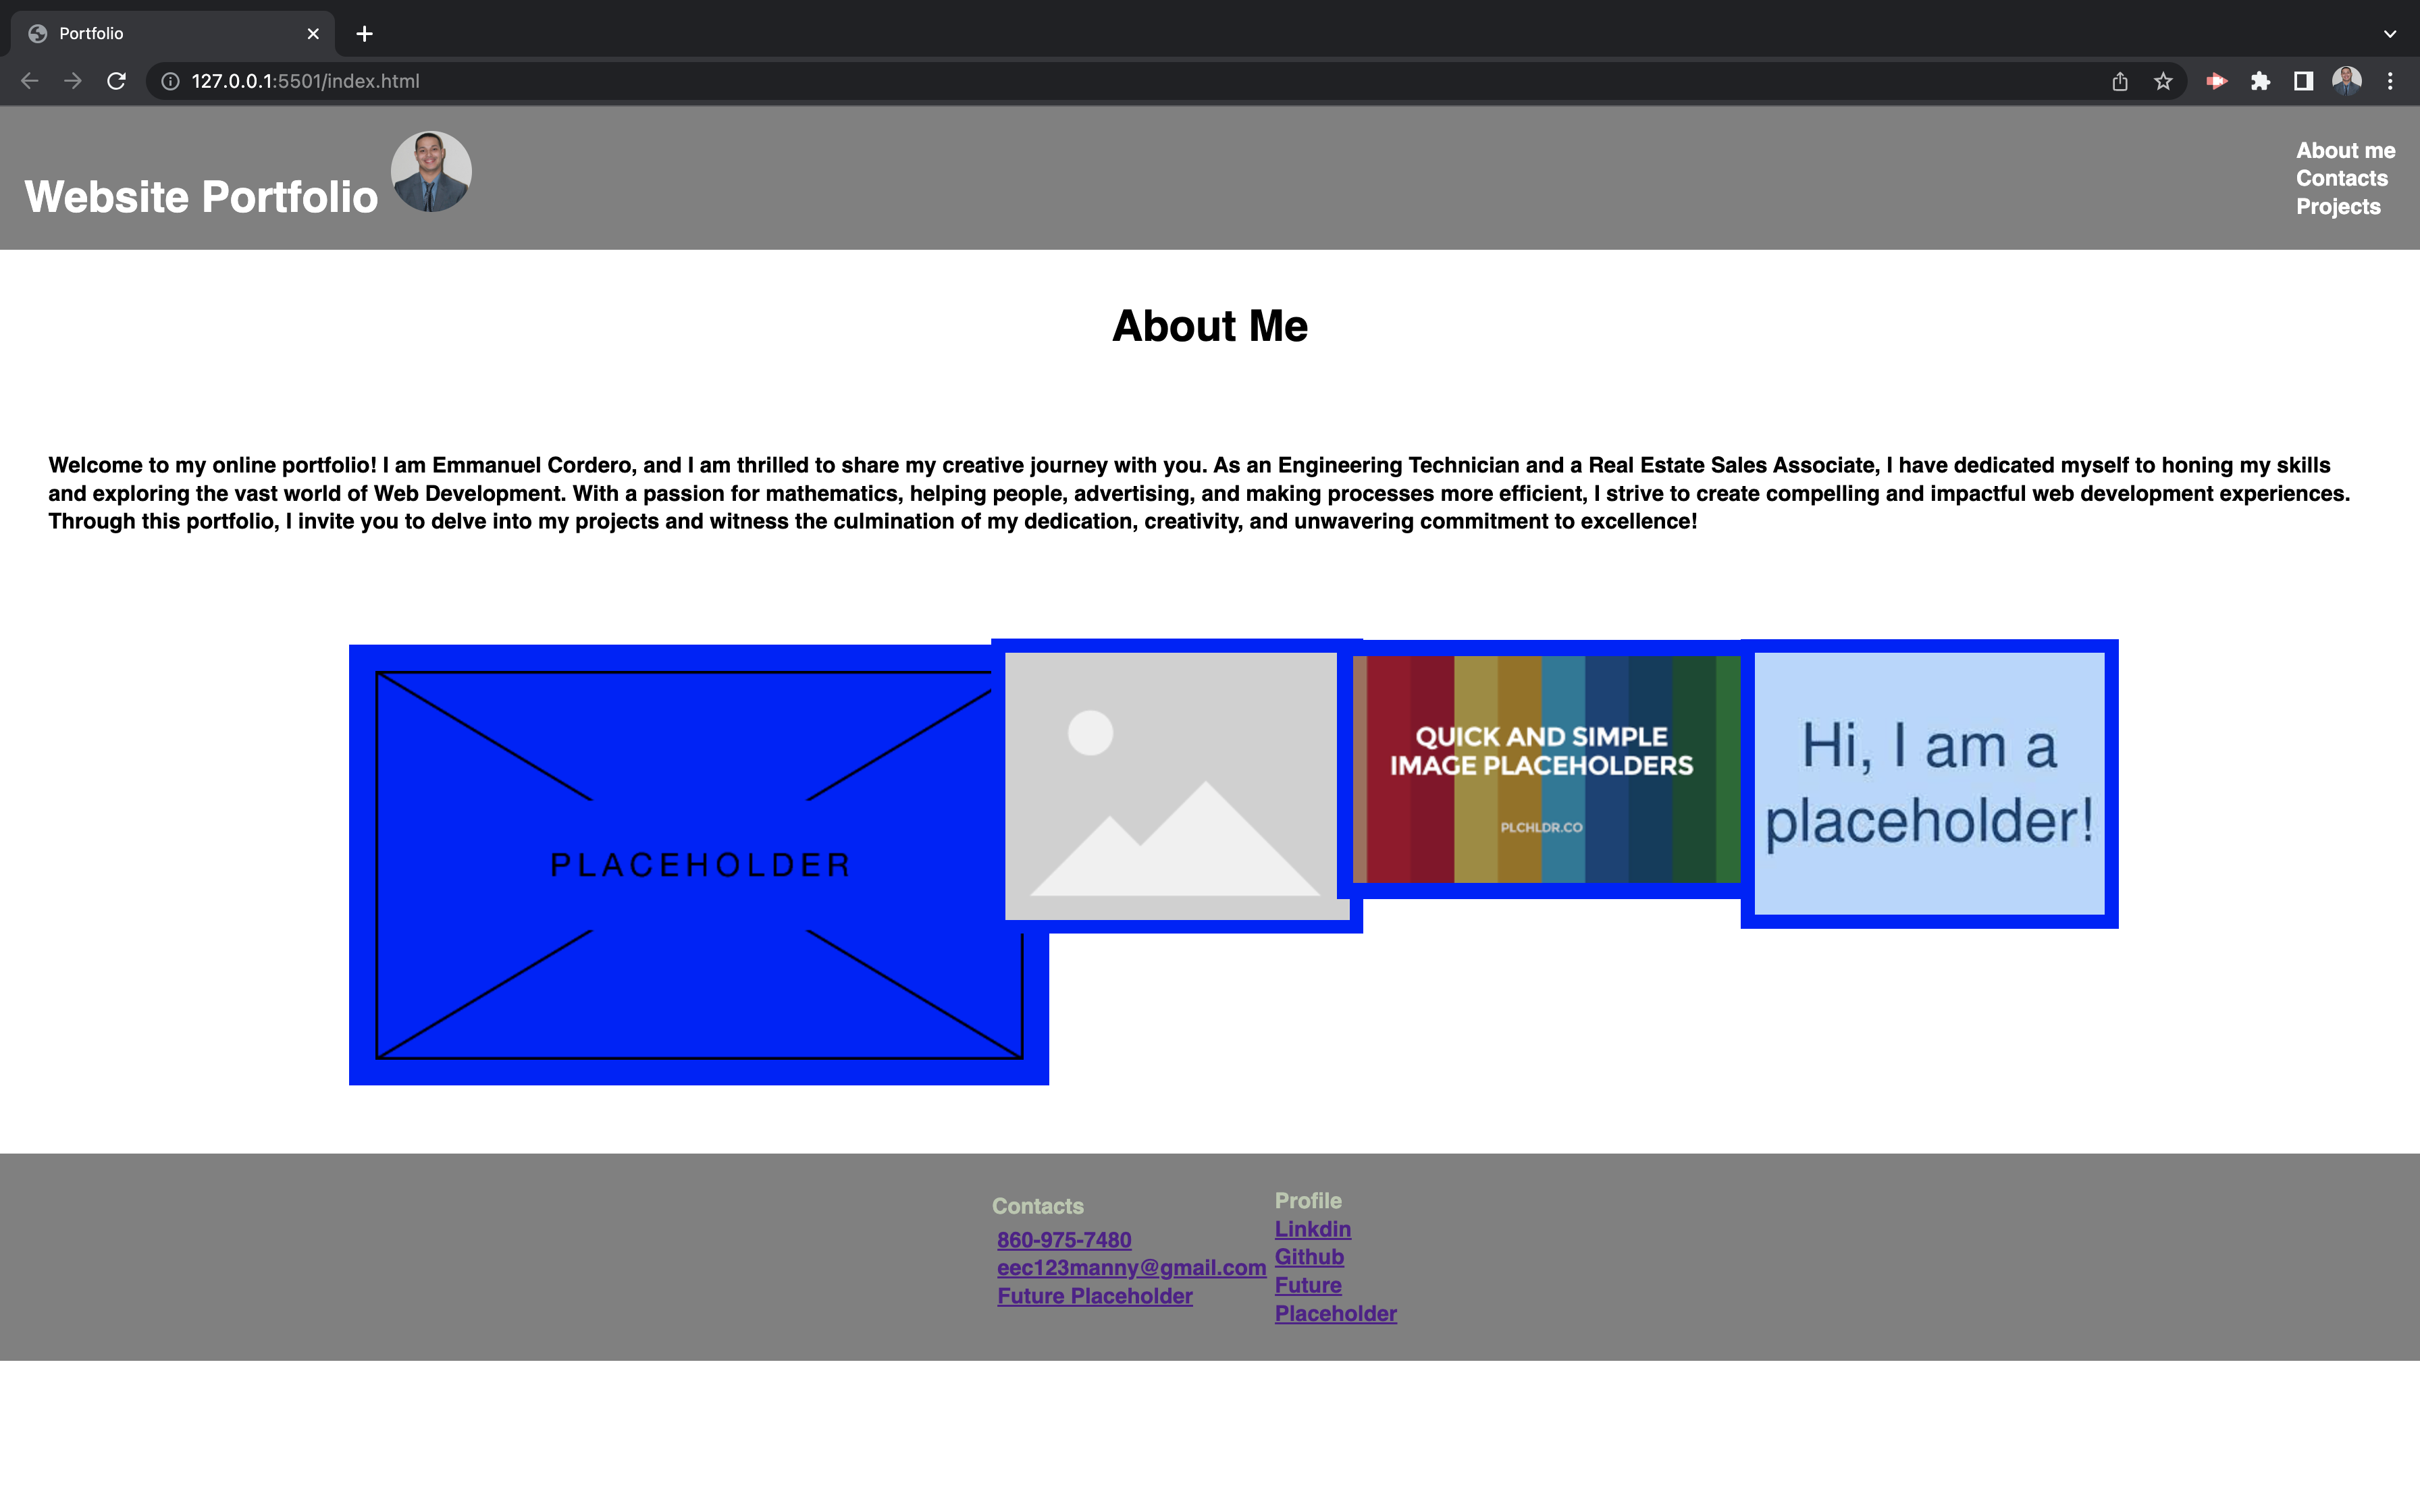 Portfolio
127.0.0.1:5501/index.html
Website Portfolio
About me
Contacts
Projects
About Me
Welcome to my online portfolio! I am Emmanuel Cordero, and I am thrilled to share my creative journey with you. As an Engineering Technician and a Real Estate Sales Associate, I have dedicated myself to honing my skills
and exploring the vast world of Web Development. With a passion for mathematics, helping people, advertising, and making processes more efficient, I strive to create compelling and impactful web development experiences.
Through this portfolio, I invite you to delve into my projects and witness the culmination of my dedication, creativity, and unwavering commitment to excellence!
PLACEHOLDER
QUICK AND SIMPLE
IMAGE PLACEHOLDERS
PLCHLDR.CO
Hi, I am a
placeholder!
Contacts
860-975-7480
eec123manny@gmail.com
Future Placeholder
Profile
Linkdin
Github
Future
Placeholder